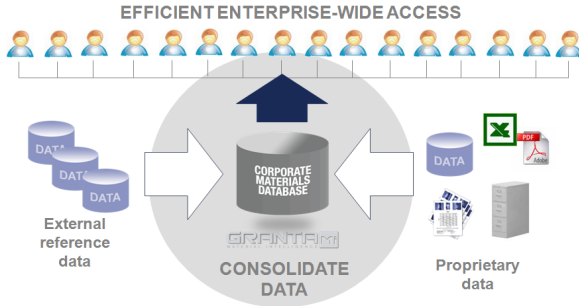 EFFICIENT ENTERPRISE-WIDE ACCESS
DATA
DATA
DATA
External
reference
data
CORPORATE
MATERIALS
DATABASE
GRANTA MI
CONSOLIDATE
DATA
DATA
PDF
Adobe
Proprietary
data